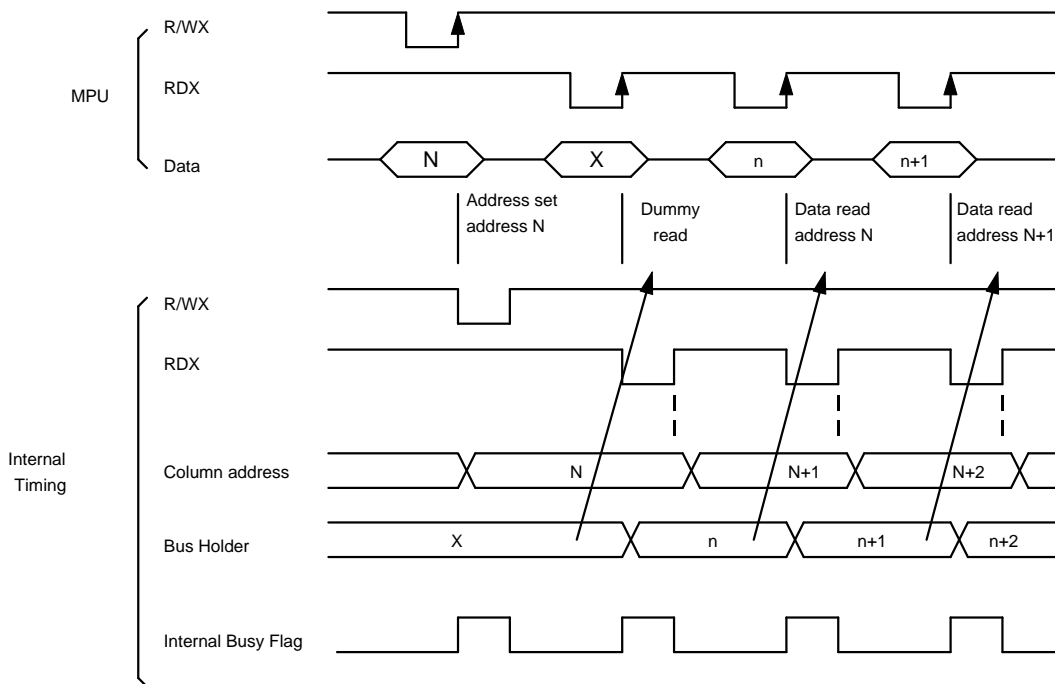 MPU
R/WX
RDX
Data
N
X
n
n+1
Address set
address N
Dummy
read
Data read
address N
Data read
address N+1
Internal
Timing
R/WX
RDX
Column address
N
N+1
N+2
Bus Holder
X
n
n+1
n+2
Internal Busy Flag